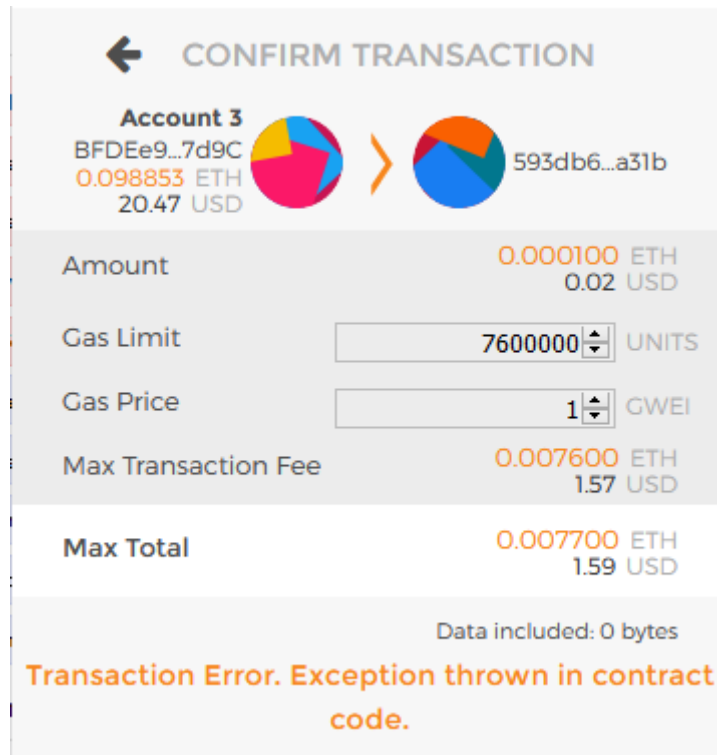 CONFIRM TRANSACTION
Account 3
BFDEe9...7d9C
0.098853 ETH
20.47 USD
593db6...a31b
Amount
0.000100 ETH
0.02 USD
Gas Limit
7600000 UNITS
Gas Price
1 GWEI
Max Transaction Fee
0.007600 ETH
1.57 USD
Max Total
0.007700 ETH
1.59 USD
Data included: 0 bytes
Transaction Error. Exception thrown in contract
code.